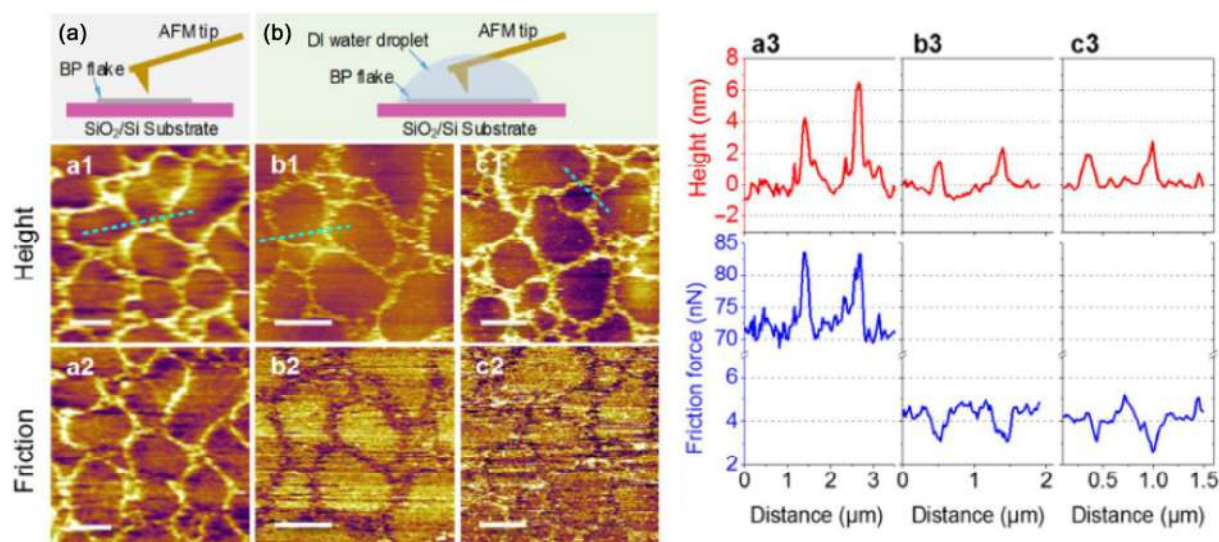 (a)
AFM tip
BP flake
SiO₂/Si Substrate
(b)
AFM tip
DI water droplet
BP flake
SiO₂/Si Substrate
Height
a1
b1
c1
Friction
a2
b2
c2
a3
b3
c3
Height (nm)
8
6
4
2
0
−2
Friction force (nN)
85
80
75
70
6
4
2
0 1 2 3
0 1 2
0.5 1.0 1.5
Distance (µm)
Distance (µm)
Distance (µm)